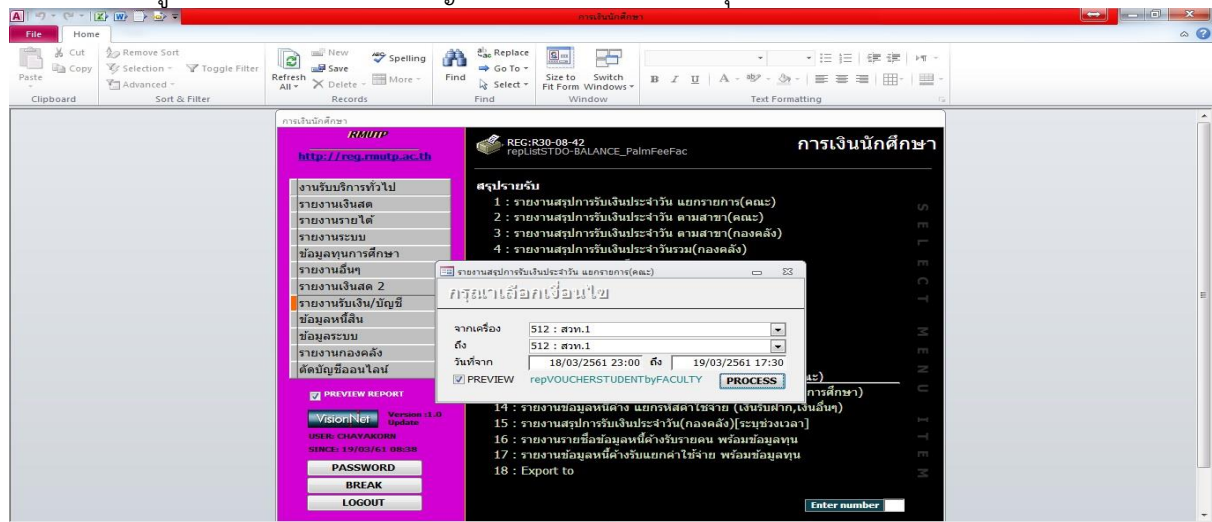 การเงินนักศึกษา
File Home
Cut
Copy
Paste
Clipboard
Remove Sort
Selection
Advanced
Toggle Filter
Sort & Filter
Refresh All
New
Save
Delete
Spelling
More
Records
Find
Replace
Go To
Select
Find
Size to Fit Form
Switch Windows
Window
B I U A
Text Formatting
การเงินนักศึกษา
RMUTP
http://reg.rmutp.ac.th
งานรับบริการทั่วไป
รายงานเงินสด
รายงานรายได้
รายงานระบบ
ข้อมูลทุนการศึกษา
รายงานอื่นๆ
รายงานเงินสด 2
รายงานรับเงิน/บัญชี
ข้อมูลหนี้สิน
ข้อมูลระบบ
รายงานกองคลัง
ตัดบัญชีออนไลน์
PREVIEW REPORT
VisionNet Version :1.0
Update
USER: CHAYAKORN
SINCE: 19/03/61 08:38
PASSWORD
BREAK
LOGOUT
REG:R30-08-42
repListSTDO-BALANCE_PalmFeeFac
การเงินนักศึกษา
สรุปรายรับ
1 : รายงานสรุปการรับเงินประจำวัน แยกรายการ(คณะ)
2 : รายงานสรุปการรับเงินประจำวัน ตามสาขา(คณะ)
3 : รายงานสรุปการรับเงินประจำวัน ตามสาขา(กองคลัง)
4 : รายงานสรุปการรับเงินประจำวันรวม(กองคลัง)
รายงานสรุปการรับเงินประจำวัน แยกรายการ(คณะ)
กรุณาเลือกเงื่อนไข
จากเครื่อง 512 : สวท.1
ถึง 512 : สวท.1
วันที่จาก 18/03/2561 23:00 ถึง 19/03/2561 17:30
PREVIEW repVOUCHERSTUDENTbyFACULTY PROCESS
ณะ)
การศึกษา)
14 : รายงานข้อมูลหนี้ค้าง แยกรหัสค่าใช้จ่าย (เงินรับฝาก,เงินอื่นๆ)
15 : รายงานสรุปการรับเงินประจำวัน(กองคลัง)[ระบุช่วงเวลา]
16 : รายงานรายชื่อข้อมูลหนี้ค้างรับรายคน พร้อมข้อมูลทุน
17 : รายงานข้อมูลหนี้ค้างรับแยกค่าใช้จ่าย พร้อมข้อมูลทุน
18 : Export to
Enter number
SELECT MENU ITEM